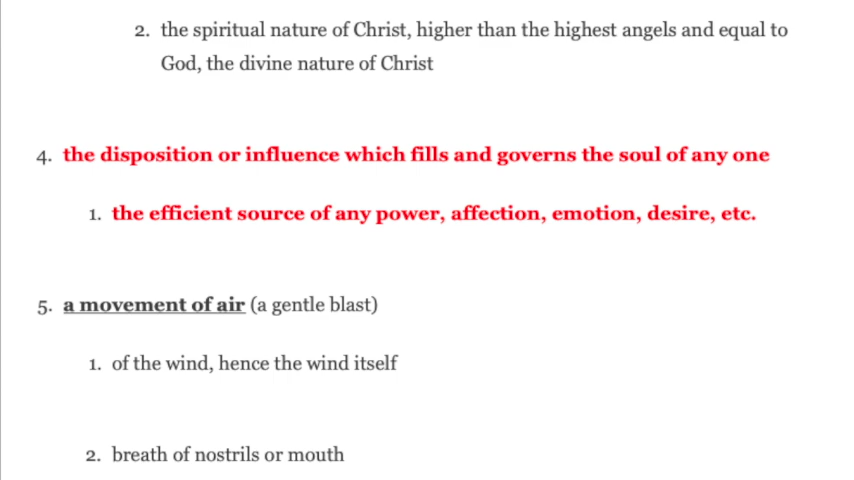 2. the spiritual nature of Christ, higher than the highest angels and equal to
God, the divine nature of Christ
4. the disposition or influence which fills and governs the soul of any one
1. the efficient source of any power, affection, emotion, desire, etc.
5. a movement of air (a gentle blast)
1. of the wind, hence the wind itself
2. breath of nostrils or mouth